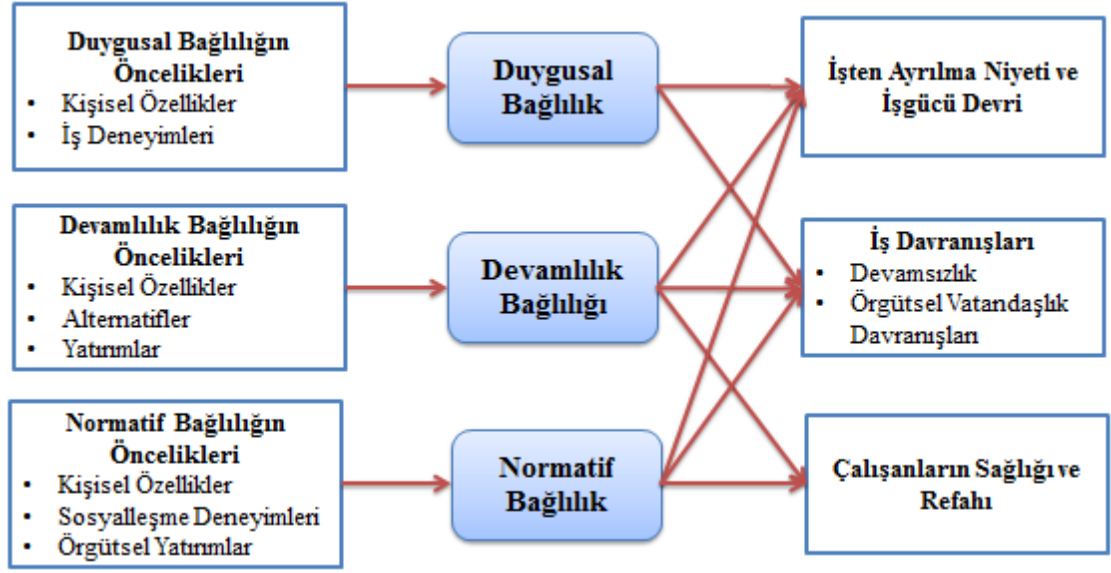 Duygusal Bağlılığın
Öncelikleri
• Kişisel Özellikler
• İş Deneyimleri
Duygusal
Bağlılık
İşten Ayrılma Niyeti ve
İşgücü Devri
Devamlılık Bağlılığın
Öncelikleri
• Kişisel Özellikler
• Alternatifler
• Yatırımlar
Devamlılık
Bağlılığı
İş Davranışları
• Devamsızlık
• Örgütsel Vatandaşlık
Davranışları
Normatif Bağlılığın
Öncelikleri
• Kişisel Özellikler
• Sosyalleşme Deneyimleri
• Örgütsel Yatırımlar
Normatif
Bağlılık
Çalışanların Sağlığı ve
Refahı